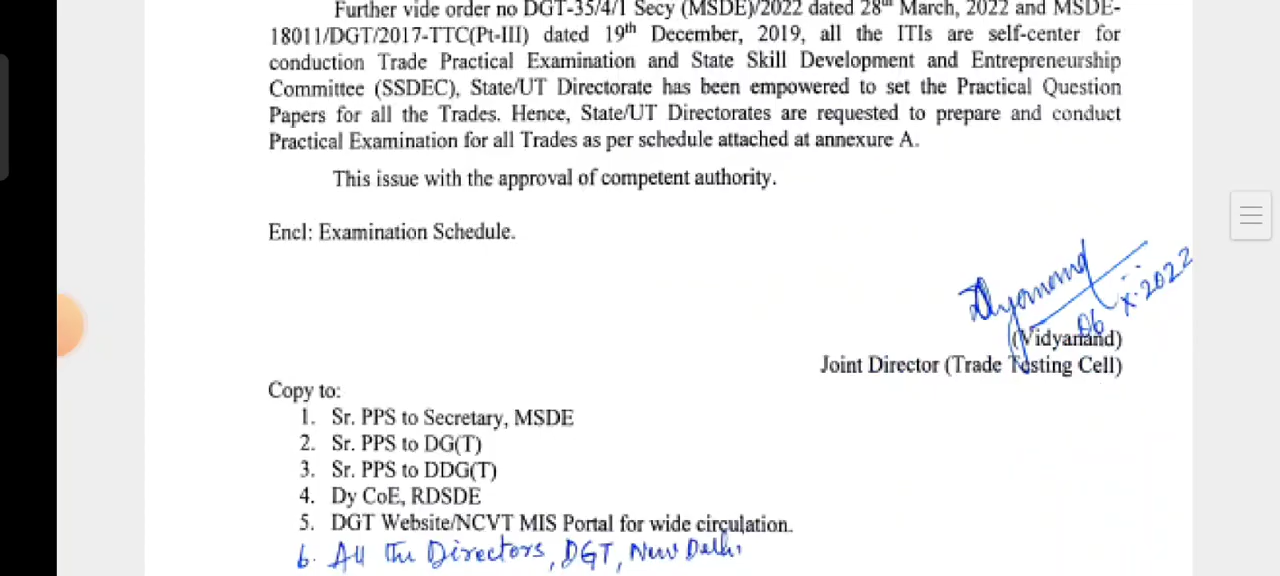 Further vide order no DGT-35/4/1 Secy (MSDE)/2022 dated 28th March, 2022 and MSDE-
18011/DGT/2017-TTC(Pt-III) dated 19th December, 2019, all the ITIs are self-center for
conduction Trade Practical Examination and State Skill Development and Entrepreneurship
Committee (SSDEC), State/UT Directorate has been empowered to set the Practical Question
Papers for all the Trades. Hence, State/UT Directorates are requested to prepare and conduct
Practical Examination for all Trades as per schedule attached at annexure A.
This issue with the approval of competent authority.
Encl: Examination Schedule.
06 X.2022
(Vidyanand)
Joint Director (Trade Testing Cell)
Copy to:
1. Sr. PPS to Secretary, MSDE
2. Sr. PPS to DG(T)
3. Sr. PPS to DDG(T)
4. Dy CoE, RDSDE
5. DGT Website/NCVT MIS Portal for wide circulation.
6. All The Directors, DGT, New Delhi